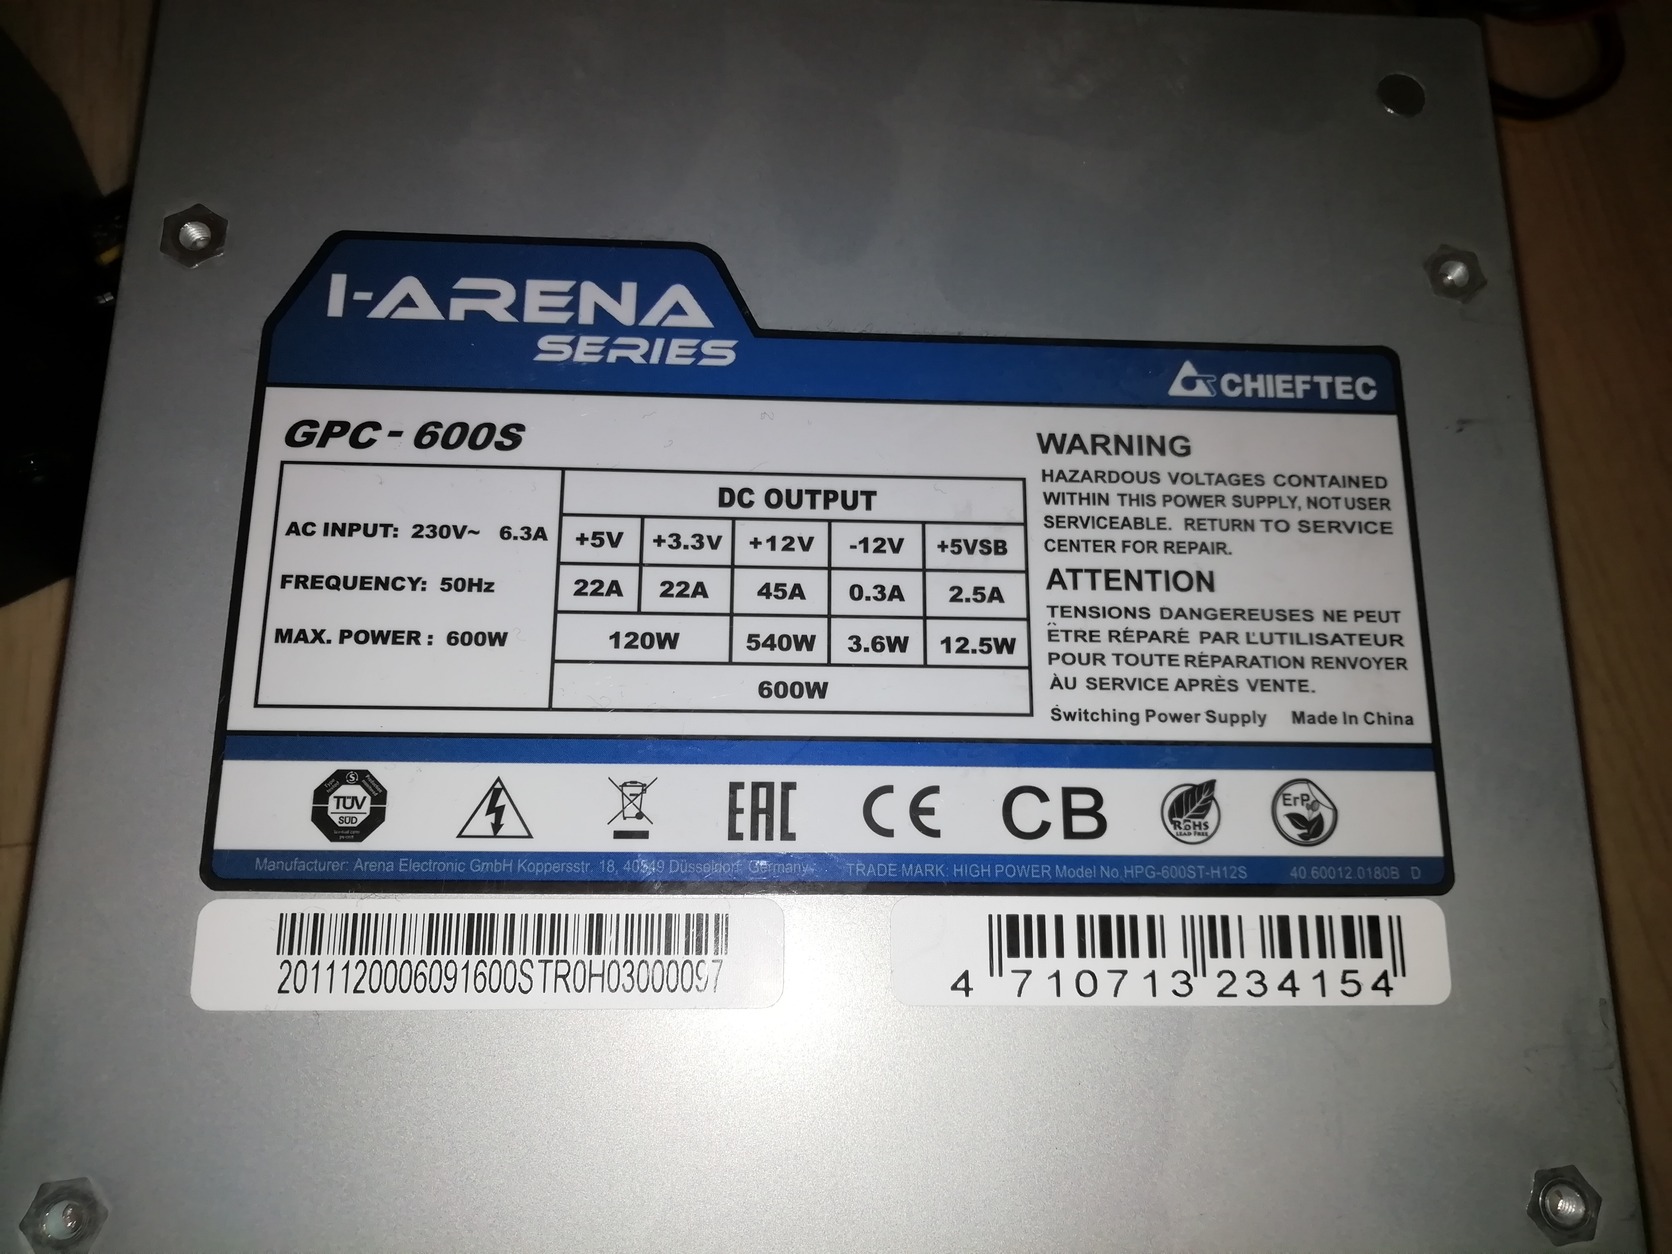 I-ARENA
SERIES
CHIEFTEC
GPC - 600S
AC INPUT: 230V~ 6.3A
FREQUENCY: 50Hz
MAX. POWER : 600W
DC OUTPUT
+5V +3.3V +12V -12V +5VSB
22A 22A 45A 0.3A 2.5A
120W 540W 3.6W 12.5W
600W
WARNING
HAZARDOUS VOLTAGES CONTAINED
WITHIN THIS POWER SUPPLY, NOT USER
SERVICEABLE. RETURN TO SERVICE
CENTER FOR REPAIR.
ATTENTION
TENSIONS DANGEREUSES NE PEUT
ÊTRE RÉPARÉ PAR L'UTILISATEUR
POUR TOUTE RÉPARATION RENVOYER
ÀU SERVICE APRÈS VENTE.
Switching Power Supply Made In China
TÜV
SÜD
EAC
CE
CB
RoHS
LEAD FREE
ErP
Manufacturer: Arena Electronic GmbH Koppersstr. 18, 40549 Düsseldorf, Germany
TRADE MARK: HIGH POWER Model No.HPG-600ST-H12S
40.60012.0180B D
2011120006091600STR0H03000097
4 710713 234154